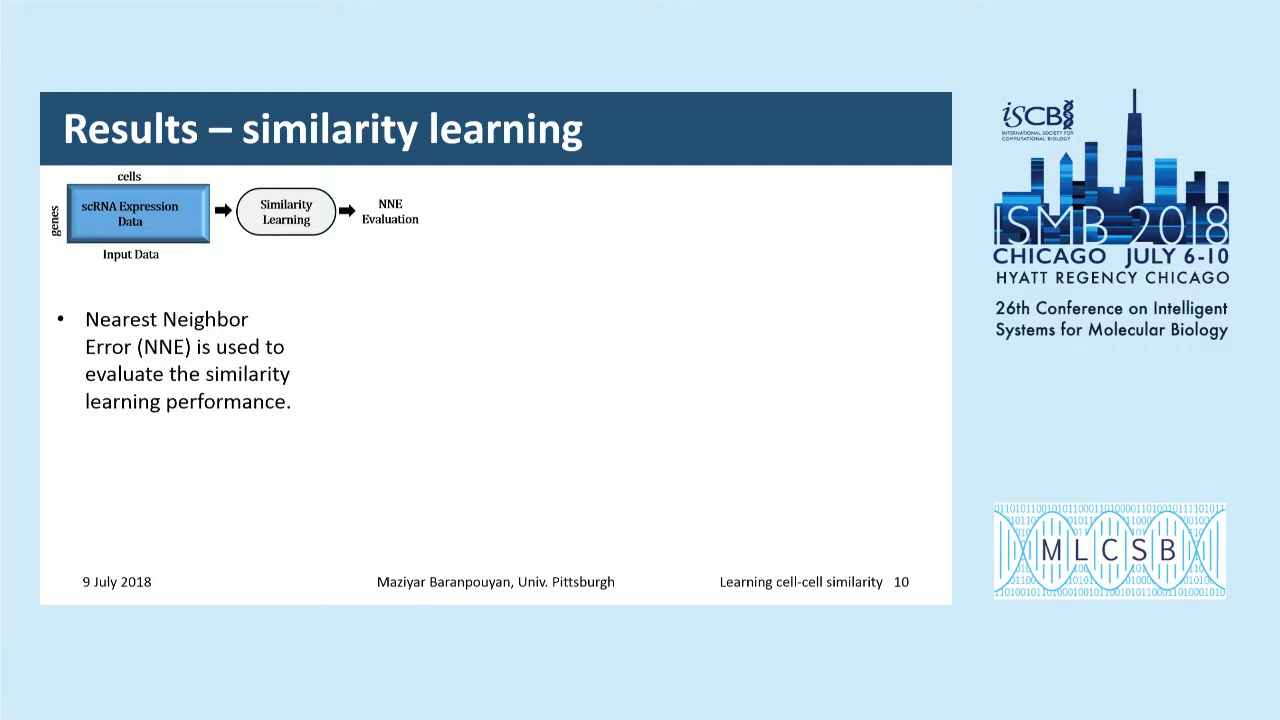 Results – similarity learning
cells
genes
scRNA Expression
Data
Input Data
Similarity
Learning
NNE
Evaluation
• Nearest Neighbor
Error (NNE) is used to
evaluate the similarity
learning performance.
9 July 2018
Maziyar Baranpouyan, Univ. Pittsburgh
Learning cell-cell similarity 10
iSCB
INTERNATIONAL SOCIETY FOR
COMPUTATIONAL BIOLOGY
ISMB 2018
CHICAGO JULY 6-10
HYATT REGENCY CHICAGO
26th Conference on Intelligent
Systems for Molecular Biology
MLCSB